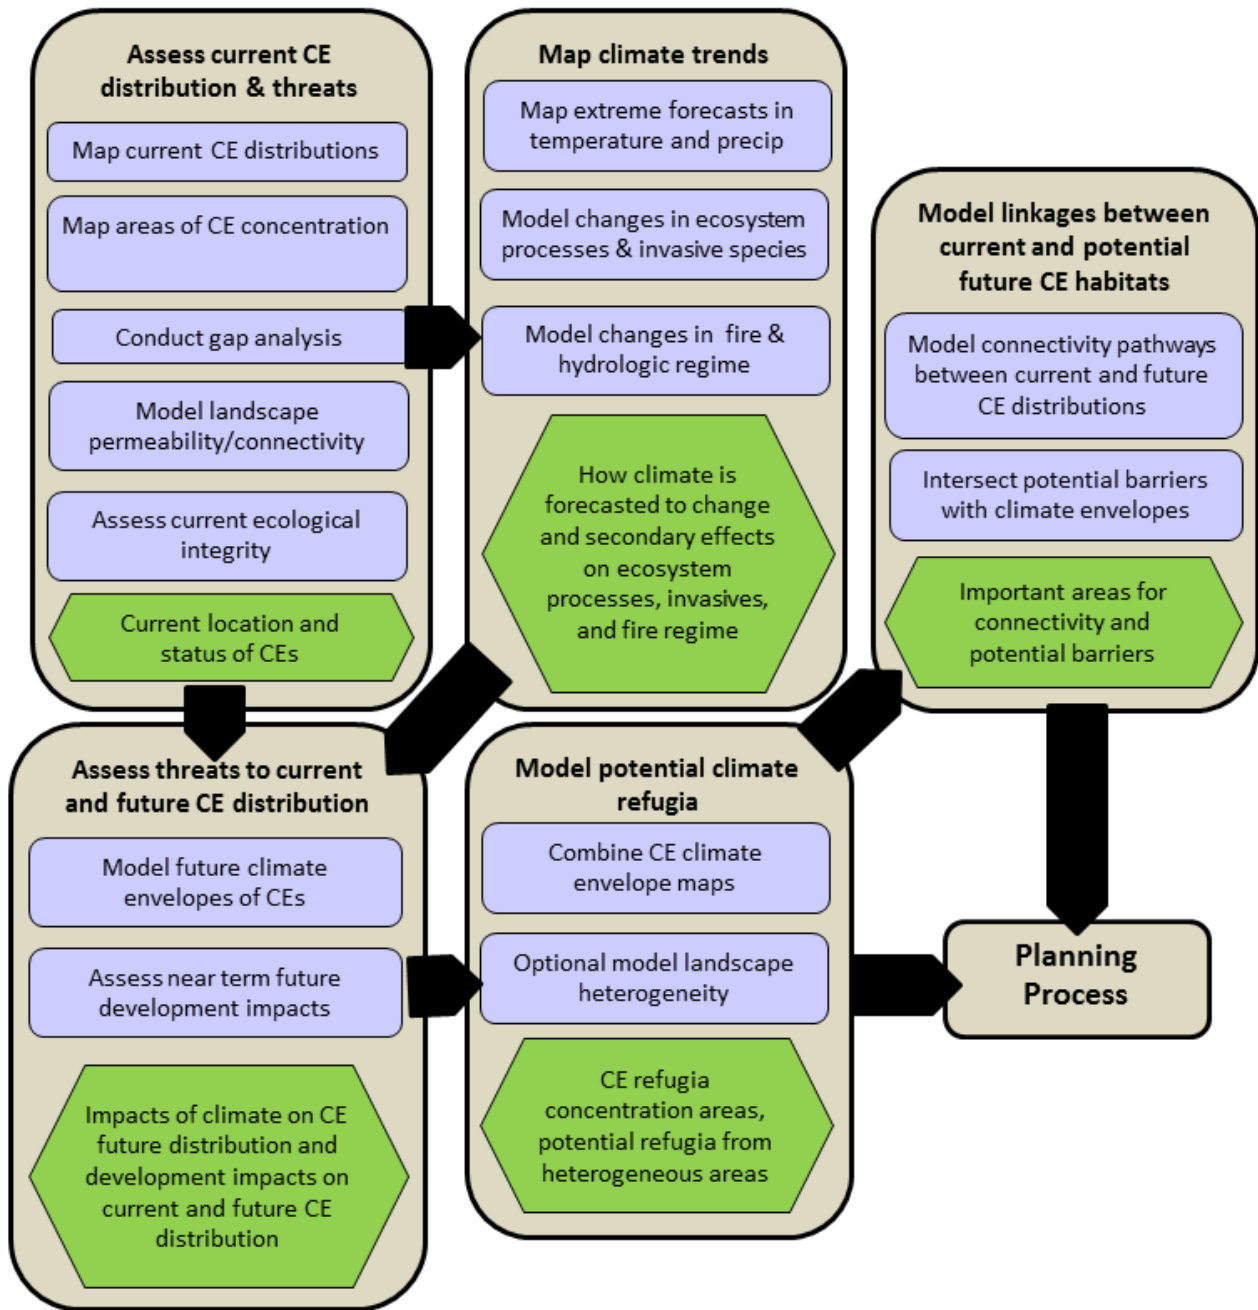 Assess current CE
distribution & threats
Map current CE distributions
Map areas of CE concentration
Conduct gap analysis
Model landscape
permeability/connectivity
Assess current ecological
integrity
Current location and
status of CEs
Map climate trends
Map extreme forecasts in
temperature and precip
Model changes in ecosystem
processes & invasive species
Model changes in fire &
hydrologic regime
How climate is
forecasted to change
and secondary effects
on ecosystem
processes, invasives,
and fire regime
Model linkages between
current and potential
future CE habitats
Model connectivity pathways
between current and future
CE distributions
Intersect potential barriers
with climate envelopes
Important areas for
connectivity and
potential barriers
Assess threats to current
and future CE distribution
Model future climate
envelopes of CEs
Assess near term future
development impacts
Impacts of climate on CE
future distribution and
development impacts on
current and future CE
distribution
Model potential climate
refugia
Combine CE climate
envelope maps
Optional model landscape
heterogeneity
CE refugia
concentration areas,
potential refugia from
heterogeneous areas
Planning
Process